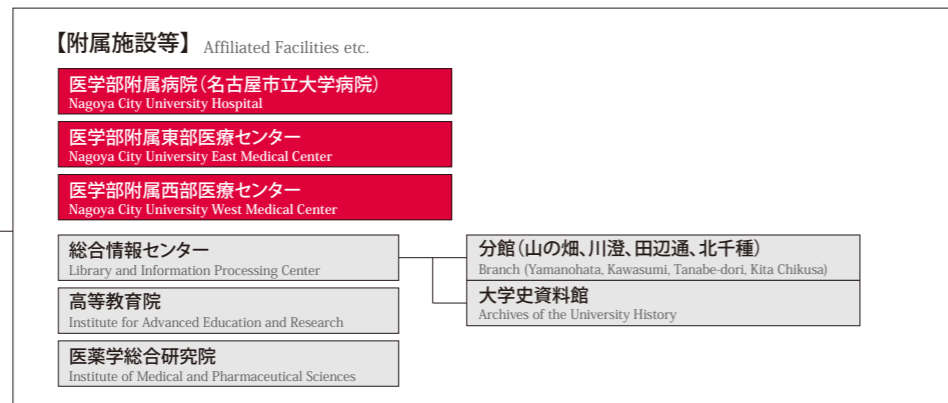 【附属施設等】 Affiliated Facilities etc.
医学部附属病院(名古屋市立大学病院)
Nagoya City University Hospital
医学部附属東部医療センター
Nagoya City University East Medical Center
医学部附属西部医療センター
Nagoya City University West Medical Center
総合情報センター
Library and Information Processing Center
分館(山の畑、川澄、田辺通、北千種)
Branch (Yamanohata, Kawasumi, Tanabe-dori, Kita Chikusa)
大学史資料館
Archives of the University History
高等教育院
Institute for Advanced Education and Research
医薬学総合研究院
Institute of Medical and Pharmaceutical Sciences